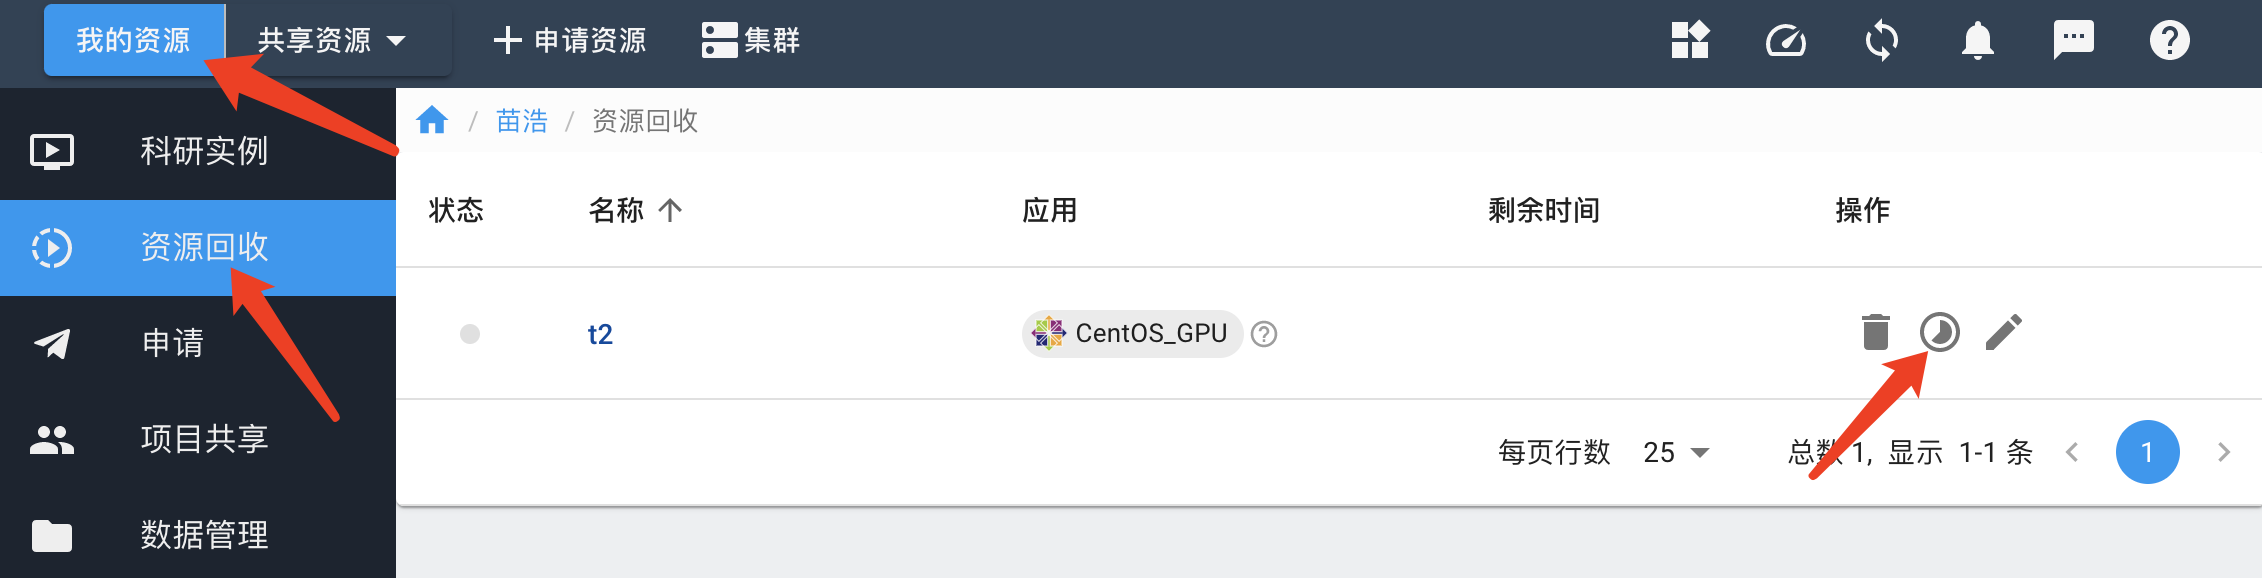 我的资源 共享资源 申请资源 集群
科研实例
资源回收
申请
项目共享
数据管理
/ 苗浩 / 资源回收
状态 名称 应用 剩余时间 操作
t2 CentOS_GPU
每页行数 25 总数 1, 显示 1-1 条 1